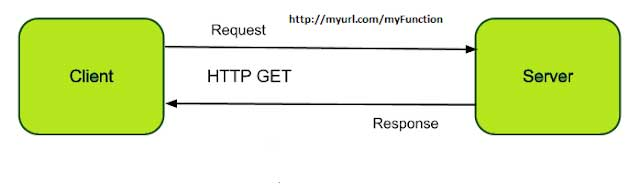 http://myurl.com/myFunction
Request
Client
HTTP GET
Server
Response